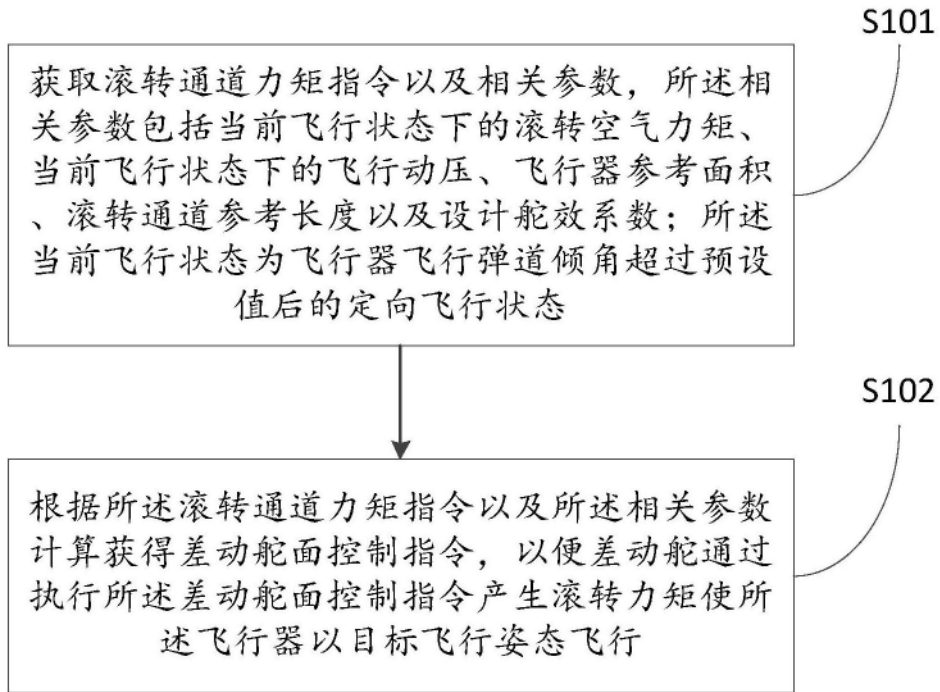 S101
获取滚转通道力矩指令以及相关参数，所述相
关参数包括当前飞行状态下的滚转空气力矩、
当前飞行状态下的飞行动压、飞行器参考面积
、滚转通道参考长度以及设计舵效系数；所述
当前飞行状态为飞行器飞行弹道倾角超过预设
值后的定向飞行状态
S102
根据所述滚转通道力矩指令以及所述相关参数
计算获得差动舵面控制指令，以便差动舵通过
执行所述差动舵面控制指令产生滚转力矩使所
述飞行器以目标飞行姿态飞行